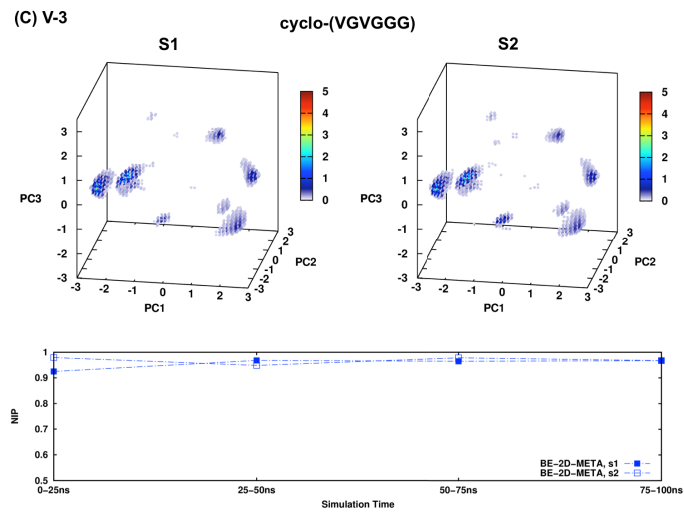 (C) V-3
cyclo-(VGVGGG)
S1
S2
3
2
1
0
-1
-2
-3
PC3
-3 -2 -1 0 1 2 3
PC1
-3 -2 -1 0 1 2 3
PC2
5
4
3
2
1
0
3
2
1
0
-1
-2
-3
PC3
-3 -2 -1 0 1 2 3
PC1
-3 -2 -1 0 1 2 3
PC2
5
4
3
2
1
0
1
0.9
0.8
0.7
0.6
0.5
NIP
BE-2D-META, s1
BE-2D-META, s2
0-25ns 25-50ns 50-75ns 75-100ns
Simulation Time